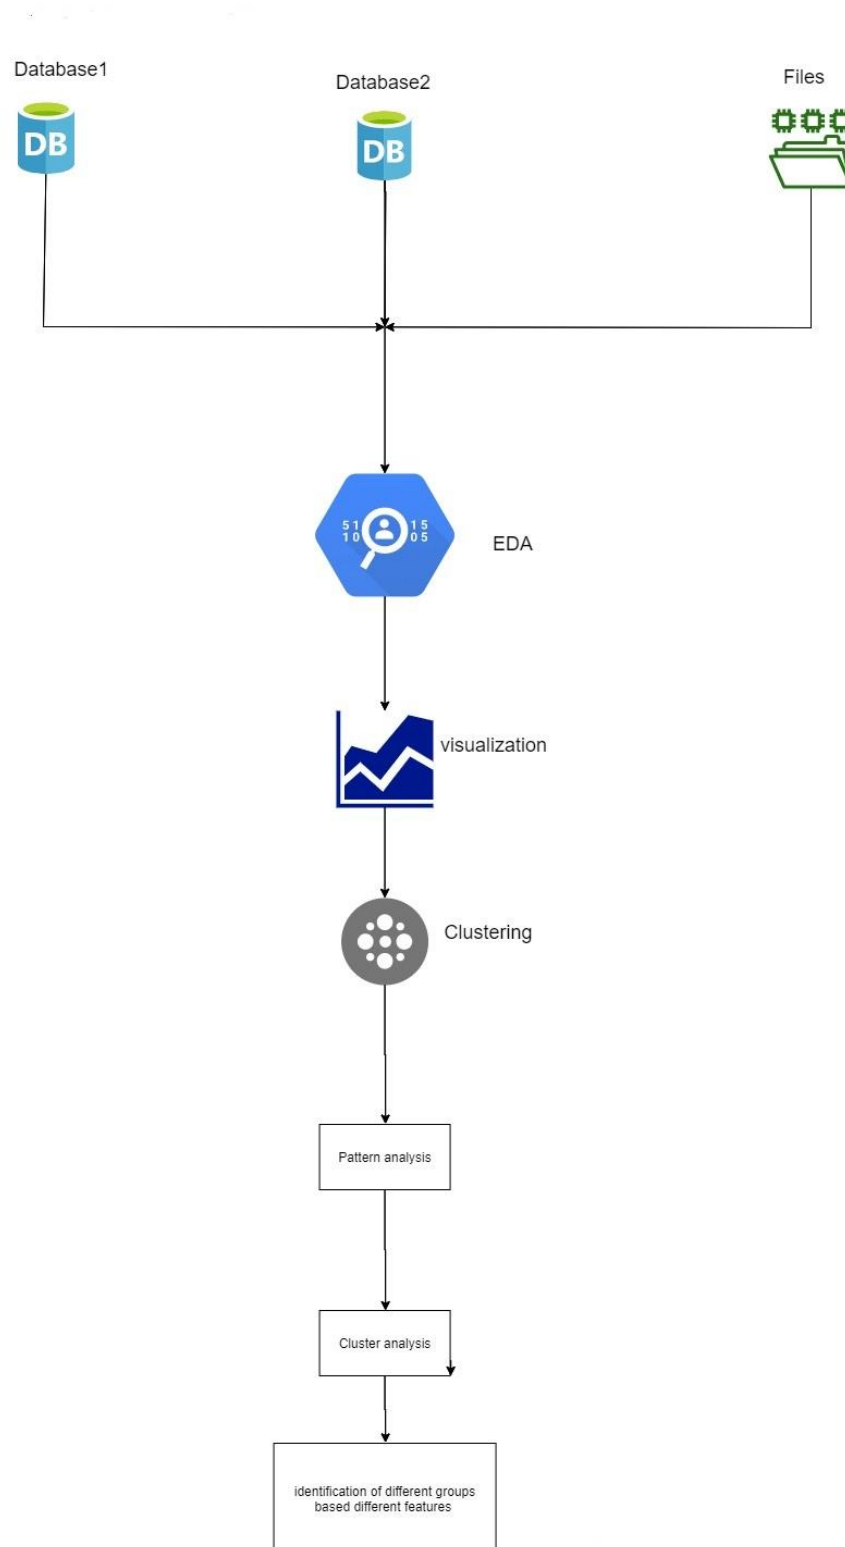 Database1
Database2
Files
DB
DB
51 15
10 05
EDA
visualization
Clustering
Pattern analysis
Cluster analysis
identification of different groups
based different features